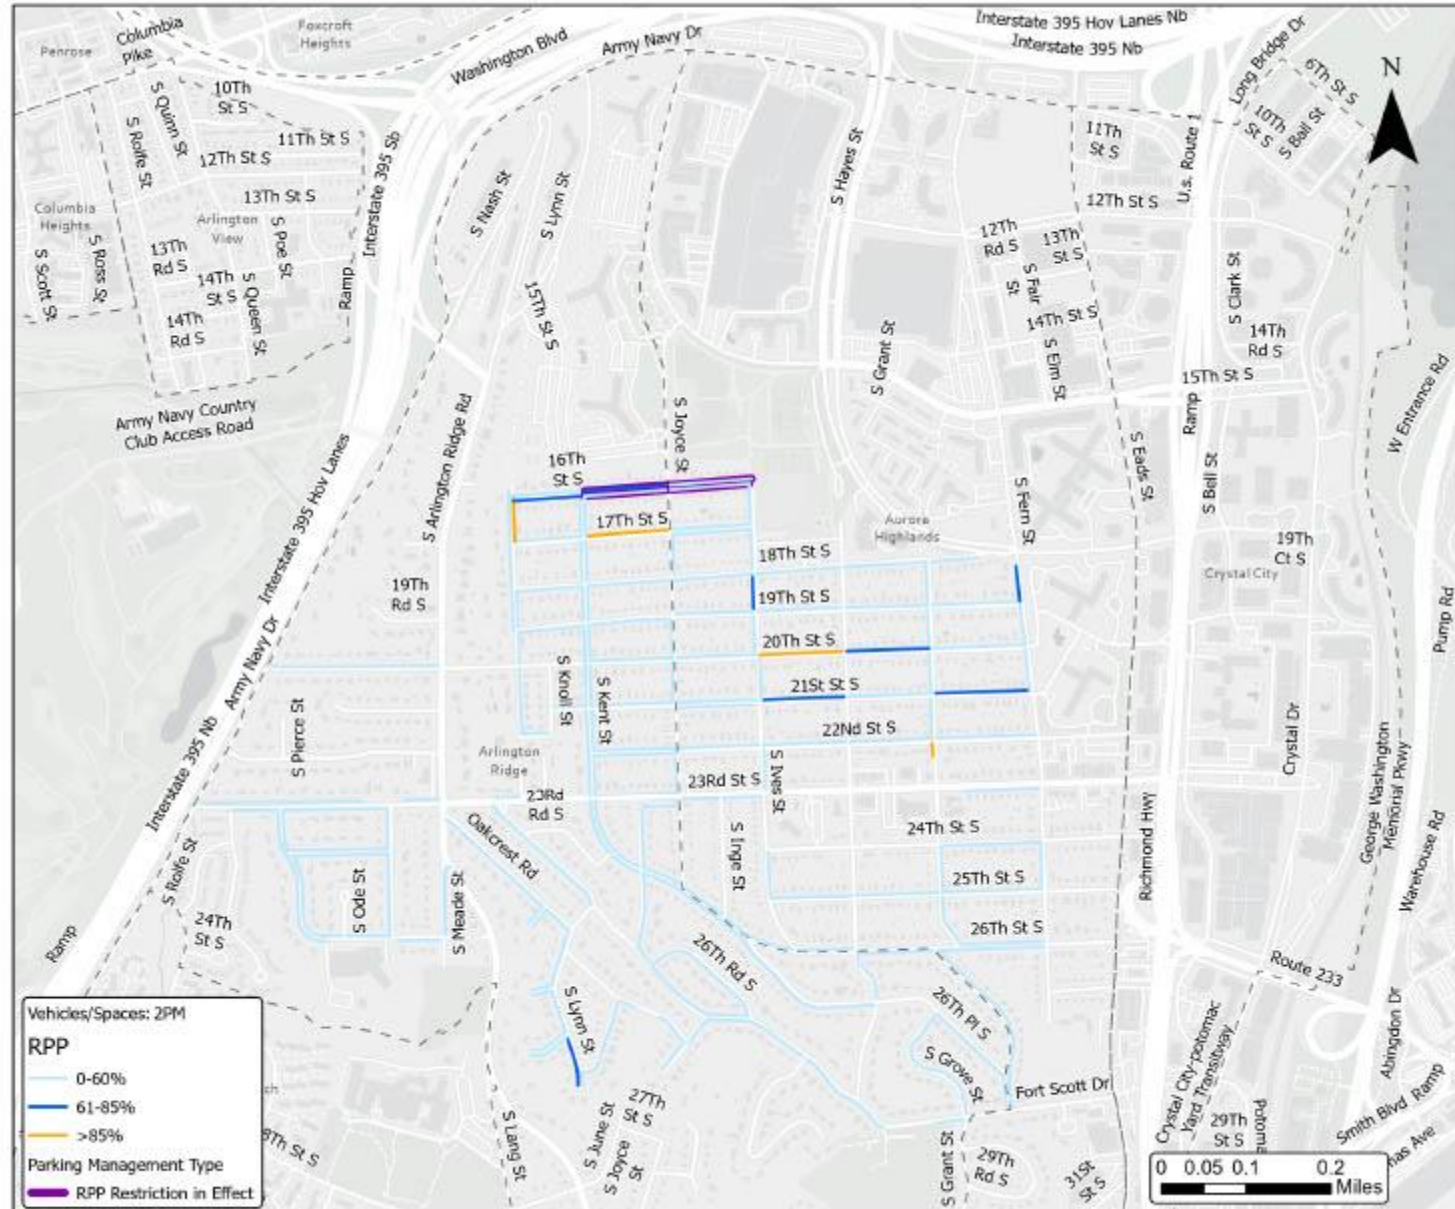 Interstate 395 Hov Lanes Nb
Interstate 395 Nb
Long Bridge Dr
6Th St S
Columbia
Pike
Foxcroft
Heights
Penrose
Washington Blvd
Army Navy Dr
N
10Th
St S
S Ball St
S Quinn St
10Th
St S
S Rolfe St
11Th St S
12Th St S
13Th St S
Interstate 395 Sb
S Hayes St
11Th
St S
U.s. Route 1
12Th St S
Columbia
Heights
Arlington
View
S Poe St
S Nash St
S Lynn St
12Th
Rd S
13Th
St S
S Fair
St
S Scott St
S Ross St
13Th
Rd S
14Th
St S
S Queen St
Ramp
14Th
Rd S
15Th St S
S Grant St
14Th St S
S Elm St
S Clark St
14Th
Rd S
15Th St S
W Entrance Rd
Army Navy Country
Club Access Road
Interstate 395 Hov Lanes
S Arlington Ridge Rd
S Joyce St
Ramp
S Eads St
S Bell St
16Th
St S
S Fern St
17Th St S
Aurora
Highlands
18Th St S
19Th
Ct S
Crystal City
19Th
Rd S
19Th St S
Pump Rd
Army Navy Dr
20Th St S
S Knoll St
S Kent St
21St St S
S Pierce St
22Nd St S
Crystal Dr
George Washington
Memorial Pkwy
Interstate 395 Nb
Arlington
Ridge
23Rd St S
S Ives St
23Rd
Rd S
Oakcrest Rd
24Th St S
Richmond Hwy
Warehouse Rd
S Rolfe St
S Inge St
S Ode St
S Meade St
25Th St S
24Th
St S
26Th St S
Ramp
26Th Rd S
Route 233
S Lynn St
26Th Pl S
Abingdon Dr
Crystal City-potomac
Yard Transitway
S Grove St
Fort Scott Dr
Smith Blvd Ramp
27Th
St S
S June St
S Joyce
St
S Lang St
S Grant St
29Th
Rd S
31St
St S
29Th
St S
Potoma
mas Ave
8Th St S
ch
Vehicles/Spaces: 2PM
RPP
0-60%
61-85%
>85%
Parking Management Type
RPP Restriction in Effect
0 0.05 0.1 0.2
Miles